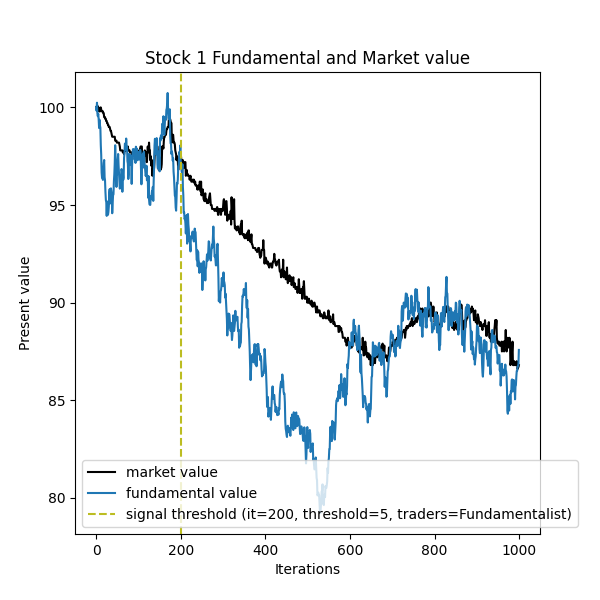 Stock 1 Fundamental and Market value
Present value
100
95
90
85
80
market value
fundamental value
signal threshold (it=200, threshold=5, traders=Fundamentalist)
0 200 400 600 800 1000
Iterations